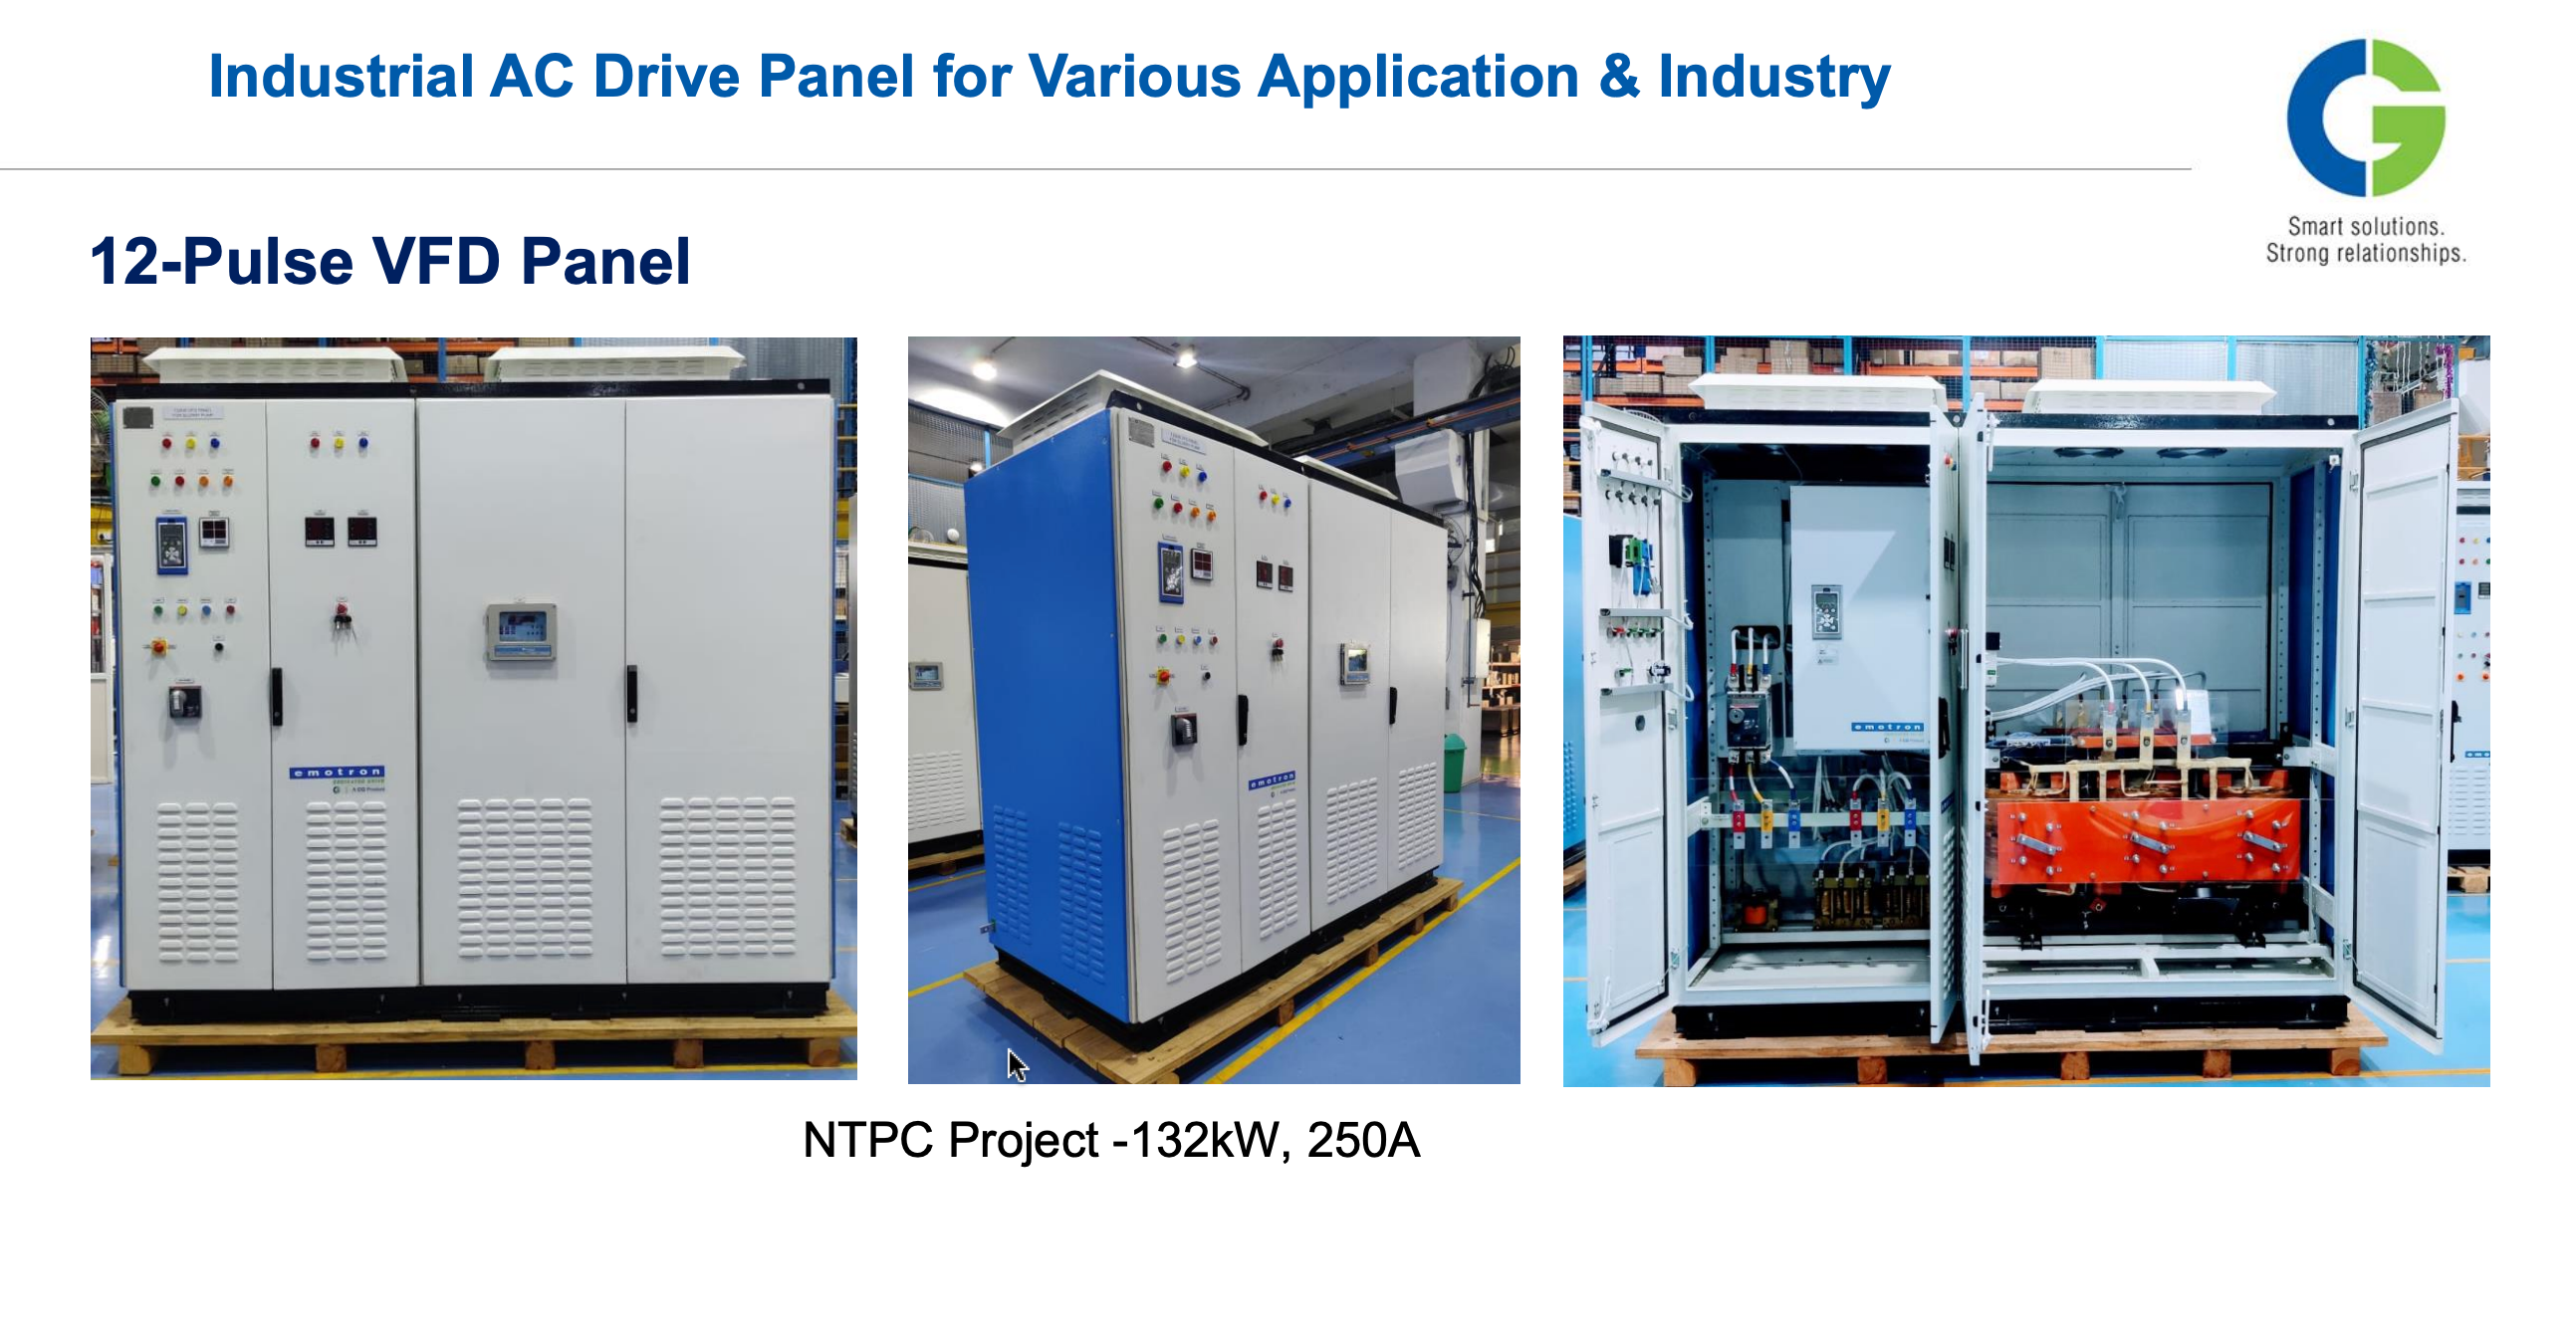 Industrial AC Drive Panel for Various Application & Industry
Smart solutions.
Strong relationships.
12-Pulse VFD Panel
emotron
emotron
emotron
NTPC Project -132kW, 250A